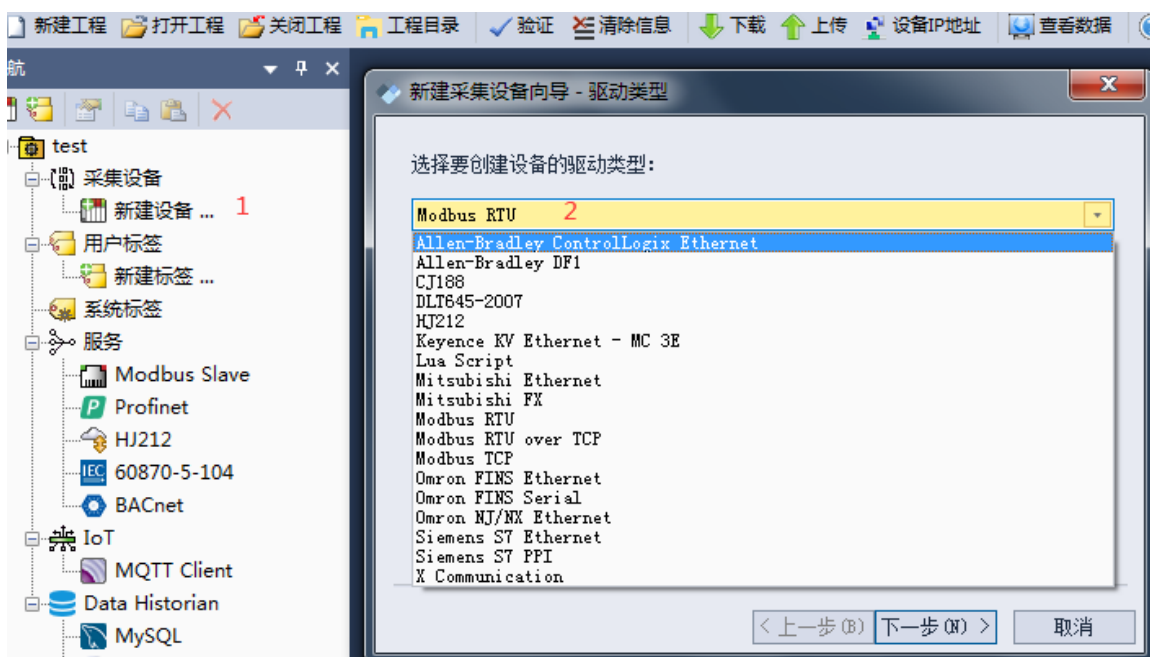 新建工程 打开工程 关闭工程 工程目录 验证 清除信息 下载 上传 设备IP地址 查看数据
航
test
采集设备
新建设备 ... 1
用户标签
新建标签 ...
系统标签
服务
Modbus Slave
Profinet
HJ212
IEC 60870-5-104
BACnet
IoT
MQTT Client
Data Historian
MySQL
新建采集设备向导 - 驱动类型
选择要创建设备的驱动类型:
Modbus RTU 2
Allen-Bradley ControlLogix Ethernet
Allen-Bradley DF1
CJ188
DLT645-2007
HJ212
Keyence KV Ethernet - MC 3E
Lua Script
Mitsubishi Ethernet
Mitsubishi FX
Modbus RTU
Modbus RTU over TCP
Modbus TCP
Omron FINS Ethernet
Omron FINS Serial
Omron NJ/NX Ethernet
Siemens S7 Ethernet
Siemens S7 PPI
X Communication
< 上一步(B) 下一步(N) > 取消